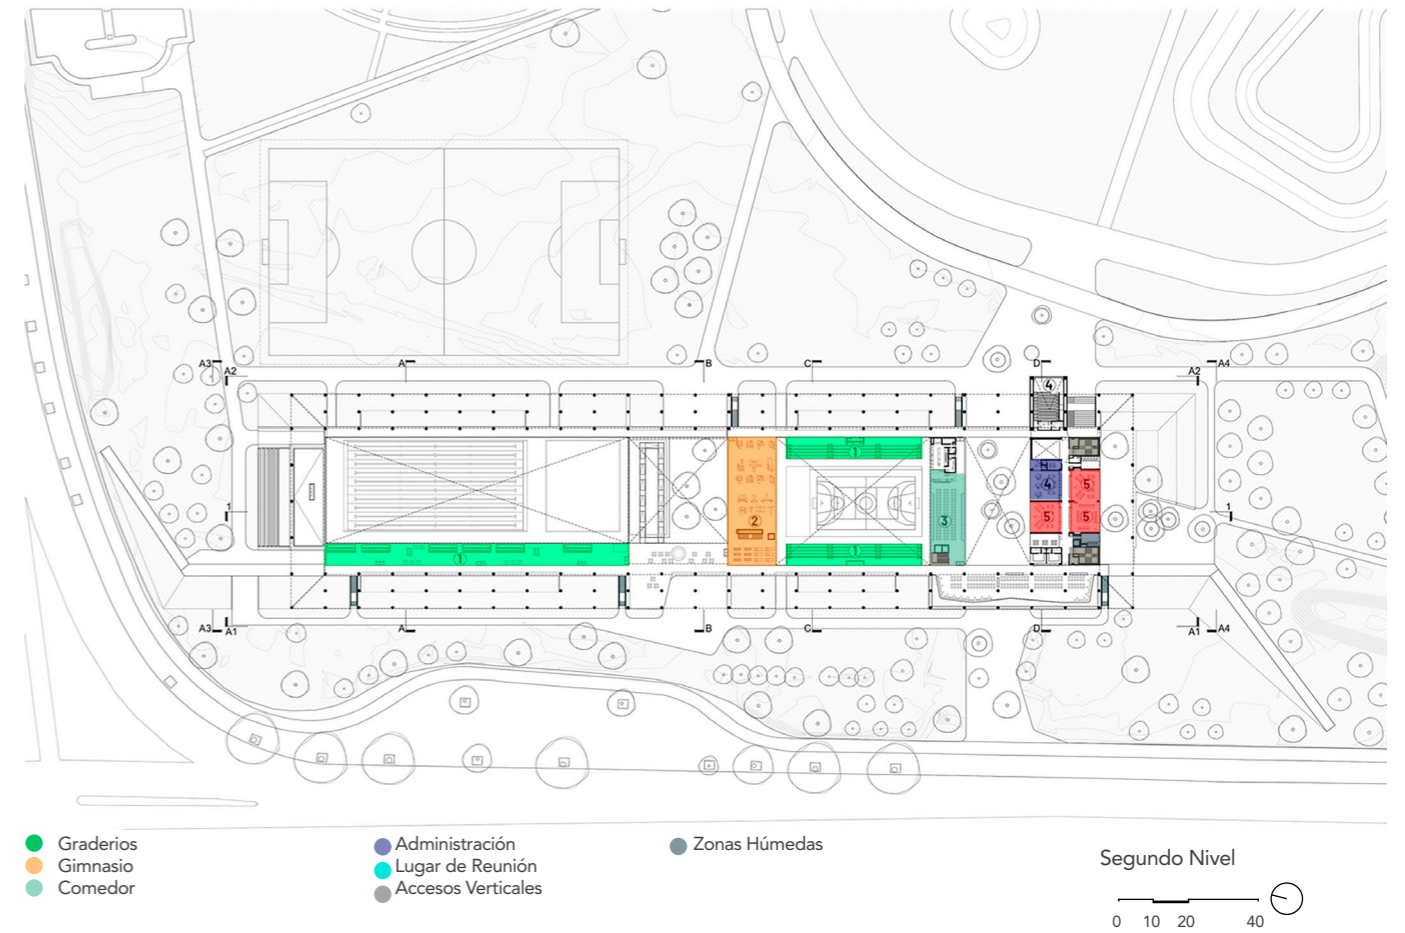 A3
A2
A
B
C
D
A2
A4
4
1
5
4
2
3
5
5
1
1
1
1
A3
A1
A
B
C
D
A1
A4
Graderios
Gimnasio
Comedor
Administración
Lugar de Reunión
Accesos Verticales
Zonas Húmedas
Segundo Nivel
0 10 20 40